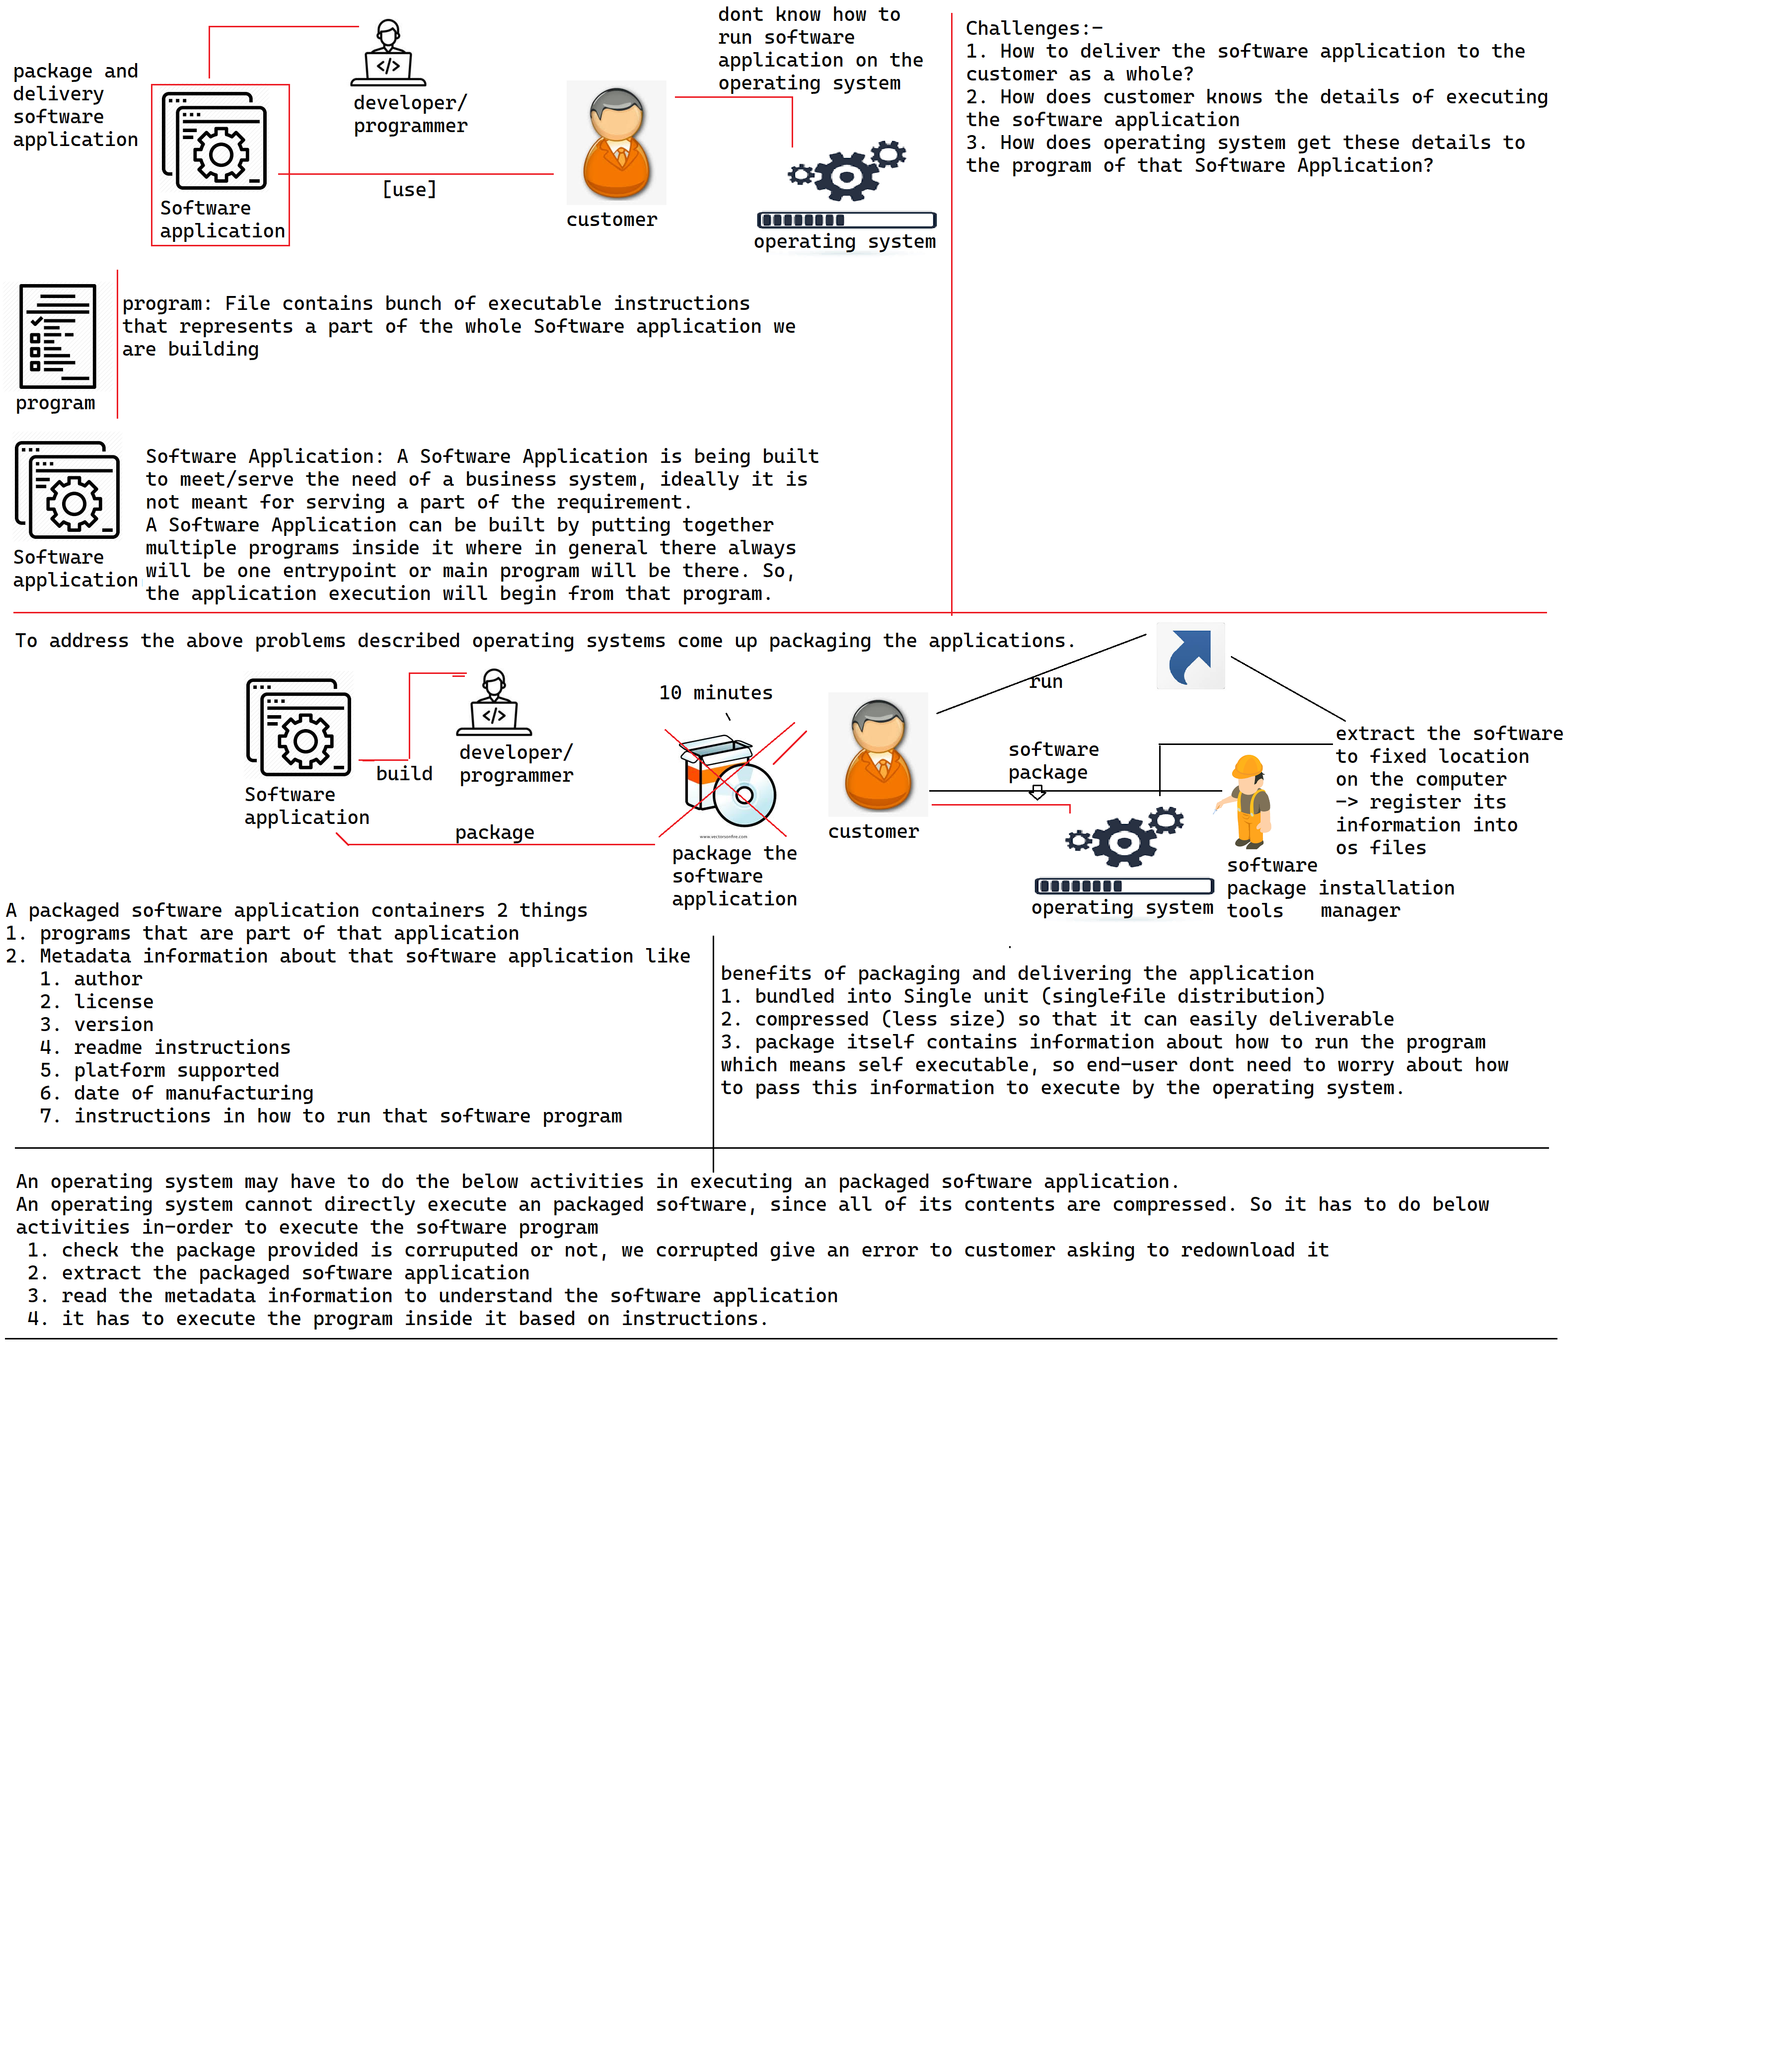 package and
delivery
software
application
Software
application
developer/
programmer
[use]
customer
dont know how to
run software
application on the
operating system
operating system
Challenges:-
1. How to deliver the software application to the
customer as a whole?
2. How does customer knows the details of executing
the software application
3. How does operating system get these details to
the program of that Software Application?
program
program: File contains bunch of executable instructions
that represents a part of the whole Software application we
are building
Software
application
Software Application: A Software Application is being built
to meet/serve the need of a business system, ideally it is
not meant for serving a part of the requirement.
A Software Application can be built by putting together
multiple programs inside it where in general there always
will be one entrypoint or main program will be there. So,
the application execution will begin from that program.
To address the above problems described operating systems come up packaging the applications.
Software
application
build
developer/
programmer
package
10 minutes
www.vectorsonfire.com
package the
software
application
customer
run
software
package
operating system
software
package installation
tools manager
extract the software
to fixed location
on the computer
-> register its
information into
os files
A packaged software application containers 2 things
1. programs that are part of that application
2. Metadata information about that software application like
1. author
2. license
3. version
4. readme instructions
5. platform supported
6. date of manufacturing
7. instructions in how to run that software program
benefits of packaging and delivering the application
1. bundled into Single unit (singlefile distribution)
2. compressed (less size) so that it can easily deliverable
3. package itself contains information about how to run the program
which means self executable, so end-user dont need to worry about how
to pass this information to execute by the operating system.
An operating system may have to do the below activities in executing an packaged software application.
An operating system cannot directly execute an packaged software, since all of its contents are compressed. So it has to do below
activities in-order to execute the software program
1. check the package provided is corruputed or not, we corrupted give an error to customer asking to redownload it
2. extract the packaged software application
3. read the metadata information to understand the software application
4. it has to execute the program inside it based on instructions.